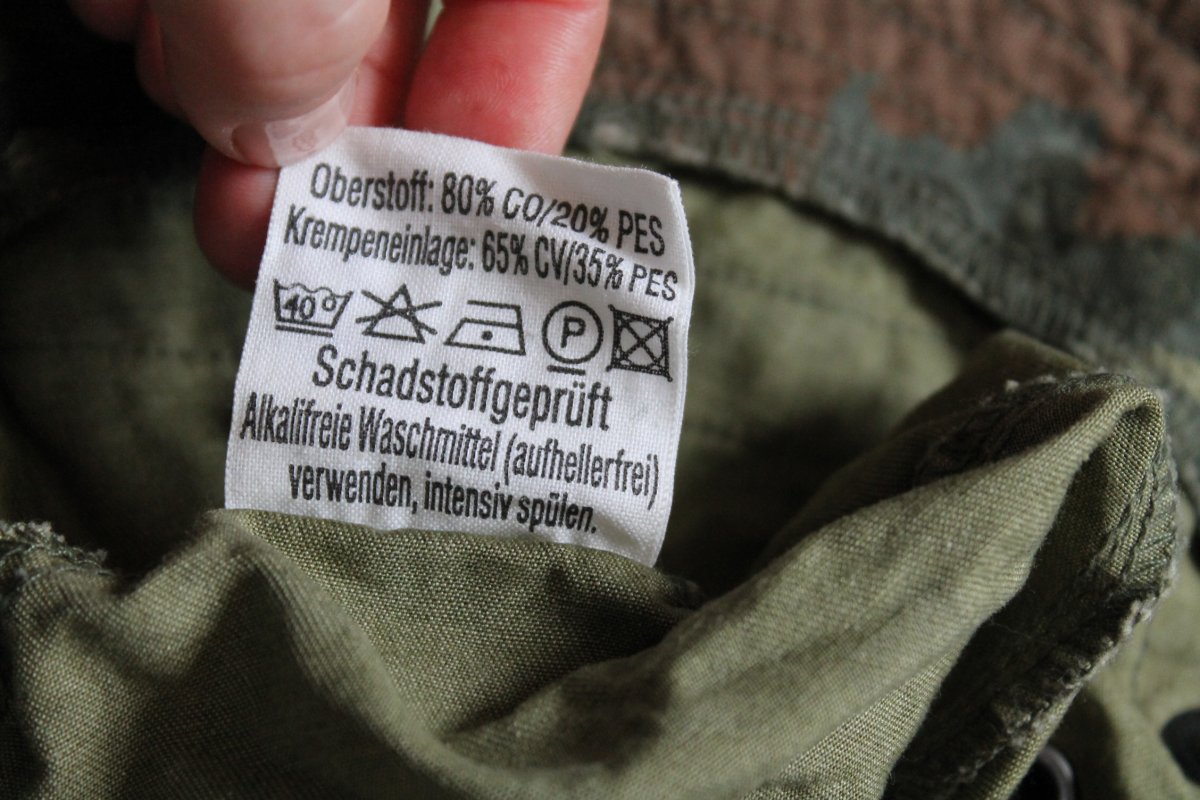 Oberstoff: 80% CO/20% PES
Krempeneinlage: 65% CV/35% PES
40 P
Schadstoffgeprüft
Alkalifreie Waschmittel (aufhellerfrei)
verwenden, intensiv spülen.